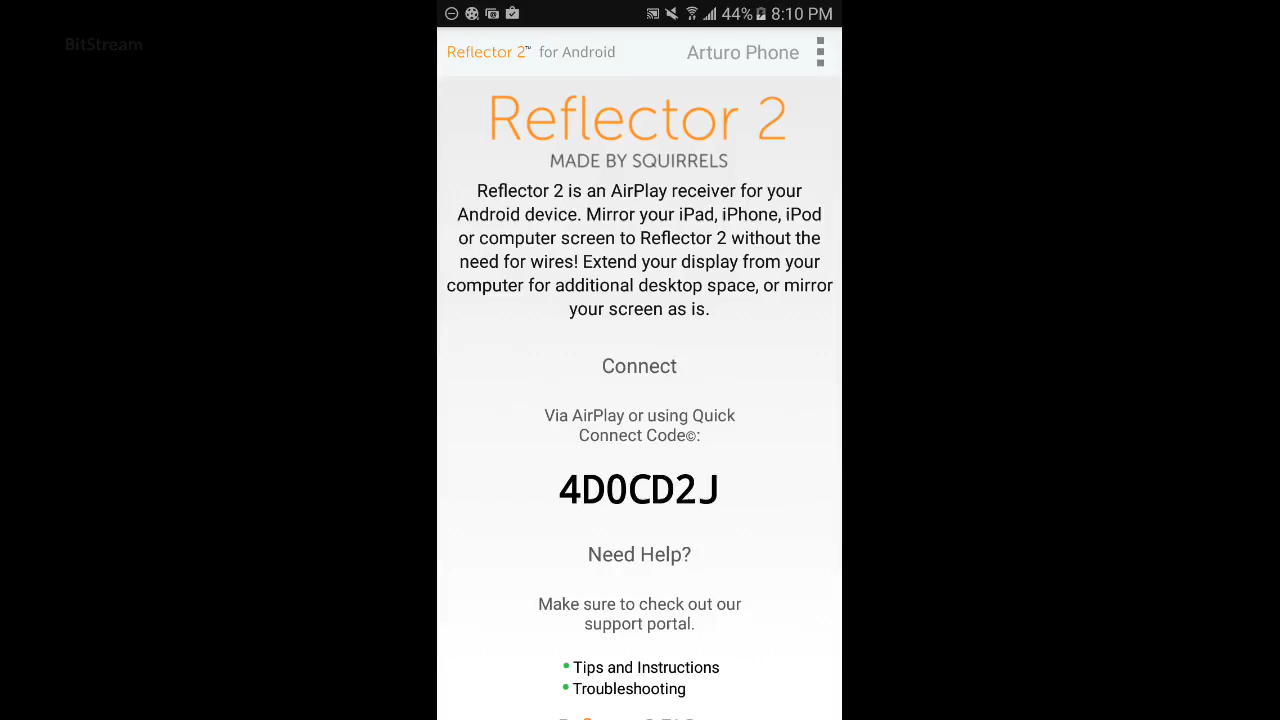 BitStream
44% 8:10 PM
Reflector 2™ for Android Arturo Phone
Reflector 2
MADE BY SQUIRRELS
Reflector 2 is an AirPlay receiver for your
Android device. Mirror your iPad, iPhone, iPod
or computer screen to Reflector 2 without the
need for wires! Extend your display from your
computer for additional desktop space, or mirror
your screen as is.
Connect
Via AirPlay or using Quick
Connect Code©:
4D0CD2J
Need Help?
Make sure to check out our
support portal.
• Tips and Instructions
• Troubleshooting